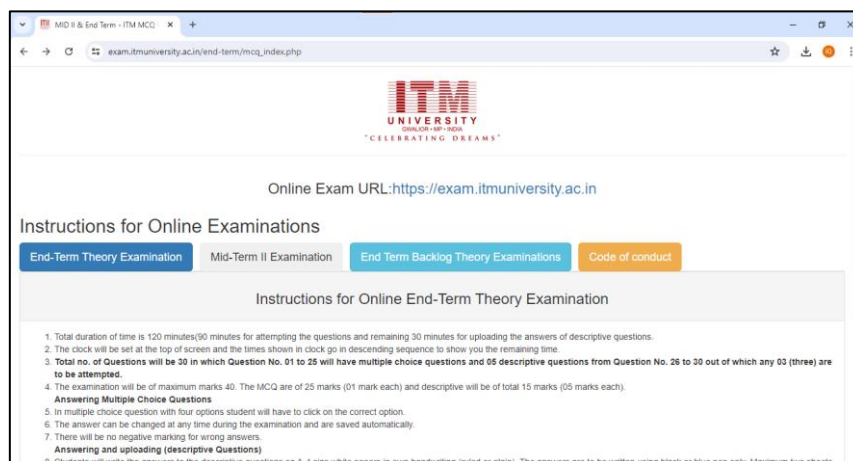 MID II & End Term - ITM MCQ
exam.itmuniversity.ac.in/end-term/mcq_index.php
ITM
UNIVERSITY
GWALIOR • MP • INDIA
"CELEBRATING DREAMS"
Online Exam URL:https://exam.itmuniversity.ac.in
Instructions for Online Examinations
End-Term Theory Examination Mid-Term II Examination End Term Backlog Theory Examinations Code of conduct
Instructions for Online End-Term Theory Examination
1. Total duration of time is 120 minutes(90 minutes for attempting the questions and remaining 30 minutes for uploading the answers of descriptive questions.
2. The clock will be set at the top of screen and the times shown in clock go in descending sequence to show you the remaining time.
3. Total no. of Questions will be 30 in which Question No. 01 to 25 will have multiple choice questions and 05 descriptive questions from Question No. 26 to 30 out of which any 03 (three) are
to be attempted.
4. The examination will be of maximum marks 40. The MCQ are of 25 marks (01 mark each) and descriptive will be of total 15 marks (05 marks each).
Answering Multiple Choice Questions
5. In multiple choice question with four options student will have to click on the correct option.
6. The answer can be changed at any time during the examination and are saved automatically.
7. There will be no negative marking for wrong answers.
Answering and uploading (descriptive Questions)